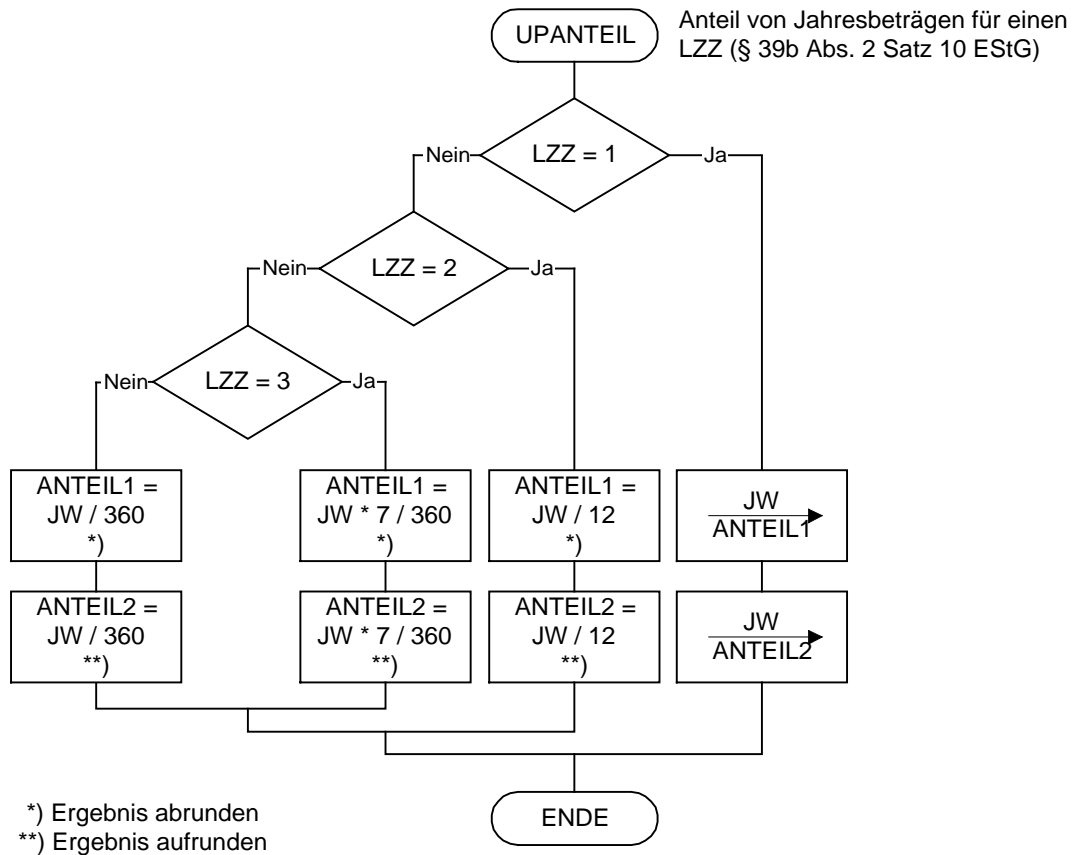 UPANTEIL
Anteil von Jahresbeträgen für einen
LZZ (§ 39b Abs. 2 Satz 10 EStG)
LZZ = 1
Nein
Ja
LZZ = 2
Nein
Ja
LZZ = 3
Nein
Ja
ANTEIL1 =
JW / 360
*)
ANTEIL1 =
JW * 7 / 360
*)
ANTEIL1 =
JW / 12
*)
JW
ANTEIL1
ANTEIL2 =
JW / 360
**)
ANTEIL2 =
JW * 7 / 360
**)
ANTEIL2 =
JW / 12
**)
JW
ANTEIL2
ENDE
*) Ergebnis abrunden
**) Ergebnis aufrunden